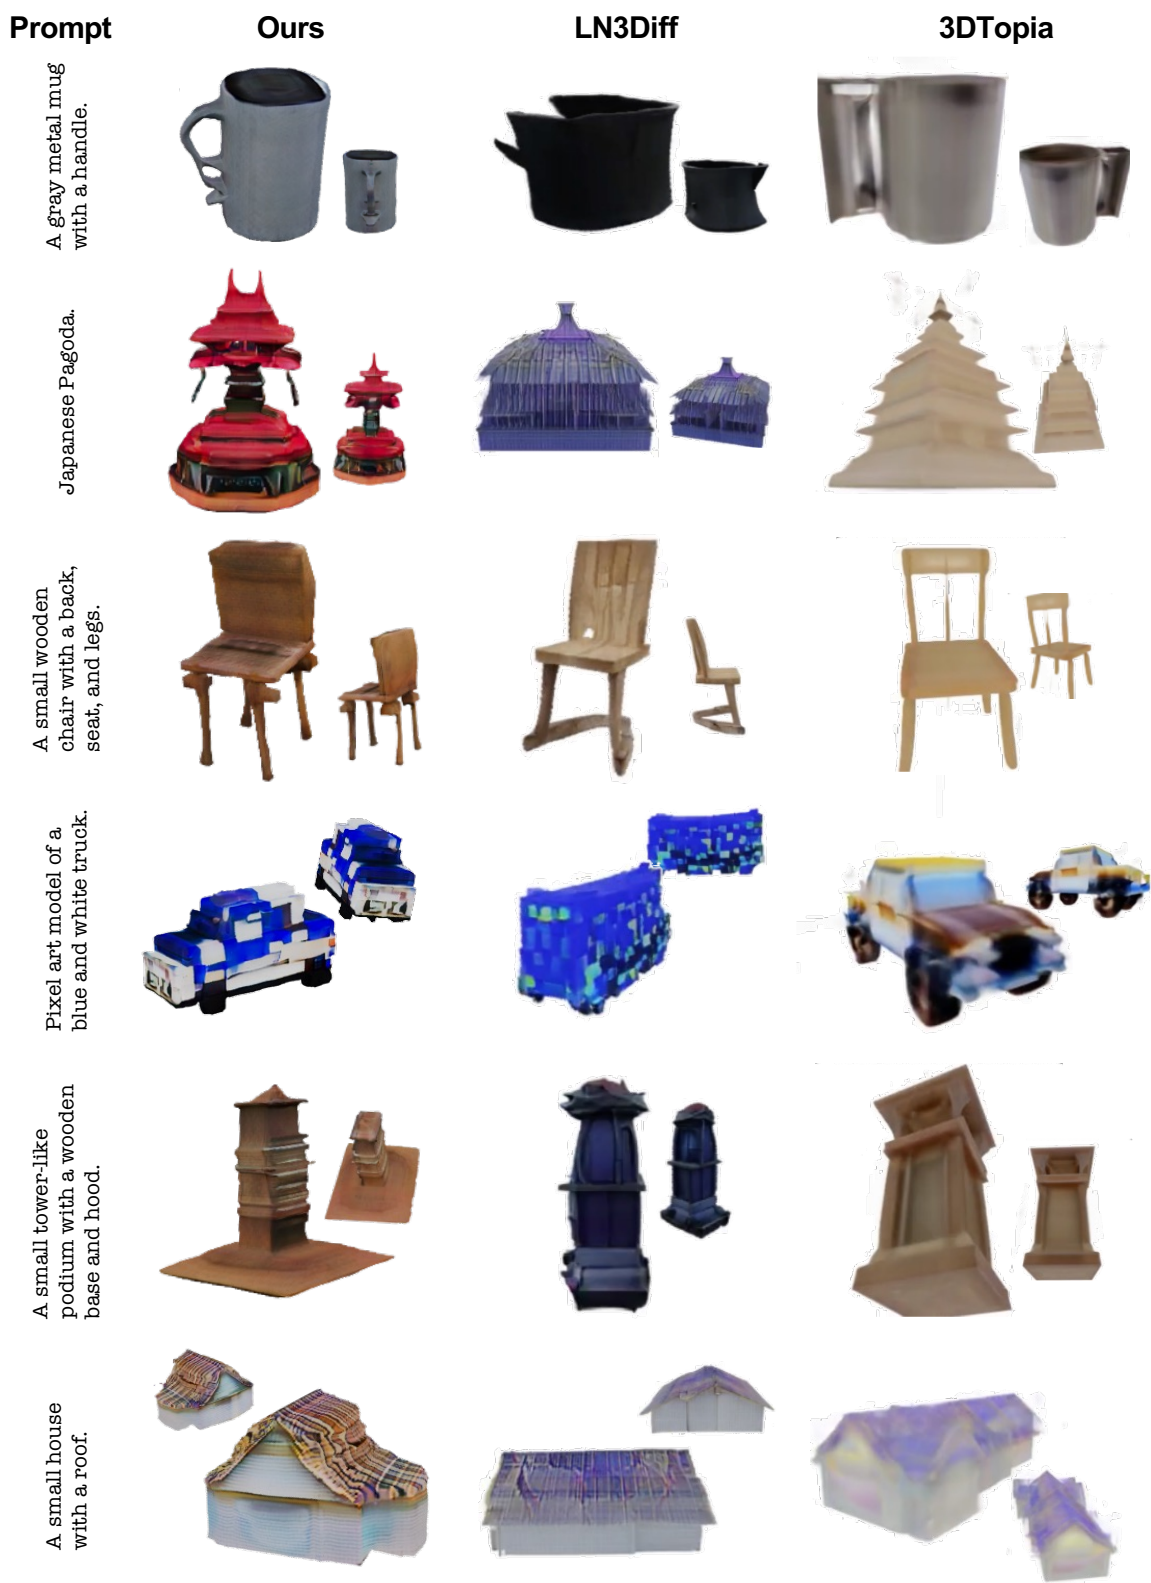 Prompt Ours LN3Diff 3DTopia
A gray metal mug
with a handle.
Japanese Pagoda.
A small wooden
chair with a back,
seat, and legs.
Pixel art model of a
blue and white truck.
A small tower-like
podium with a wooden
base and hood.
A small house
with a roof.